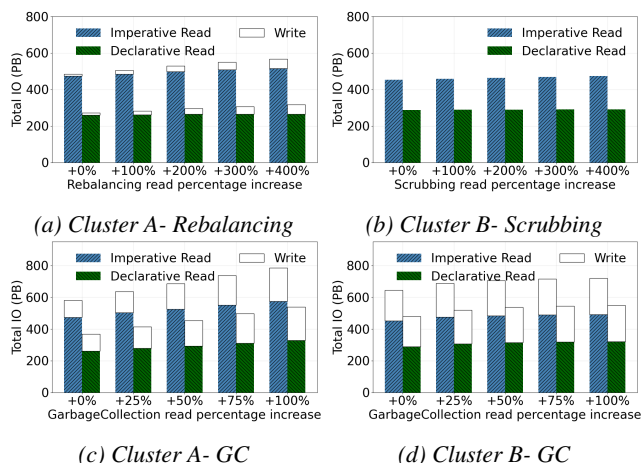 800
600
400
200
0
Total IO (PB)
Imperative Read
Write
Declarative Read
+0% +100% +200% +300% +400%
Rebalancing read percentage increase
(a) Cluster A- Rebalancing
800
600
400
200
0
Total IO (PB)
Imperative Read
Declarative Read
+0% +100% +200% +300% +400%
Scrubbing read percentage increase
(b) Cluster B- Scrubbing
800
600
400
200
0
Total IO (PB)
Imperative Read
Write
Declarative Read
+0% +25% +50% +75% +100%
GarbageCollection read percentage increase
(c) Cluster A- GC
800
600
400
200
0
Total IO (PB)
Imperative Read
Write
Declarative Read
+0% +25% +50% +75% +100%
GarbageCollection read percentage increase
(d) Cluster B- GC